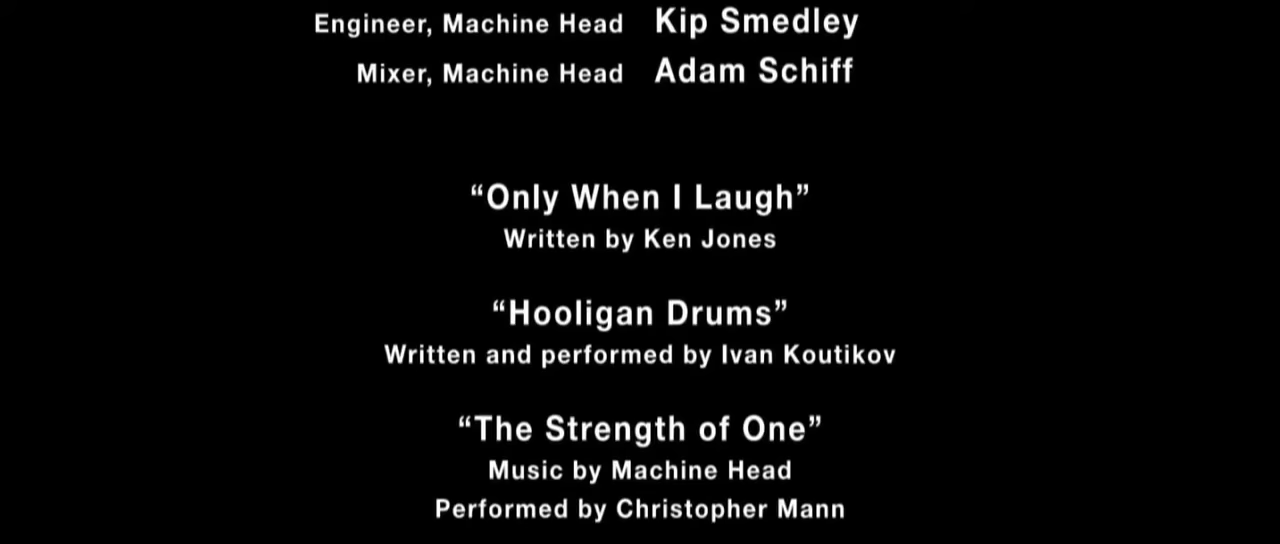 Engineer, Machine Head Kip Smedley
Mixer, Machine Head Adam Schiff
“Only When I Laugh”
Written by Ken Jones
“Hooligan Drums”
Written and performed by Ivan Koutikov
“The Strength of One”
Music by Machine Head
Performed by Christopher Mann